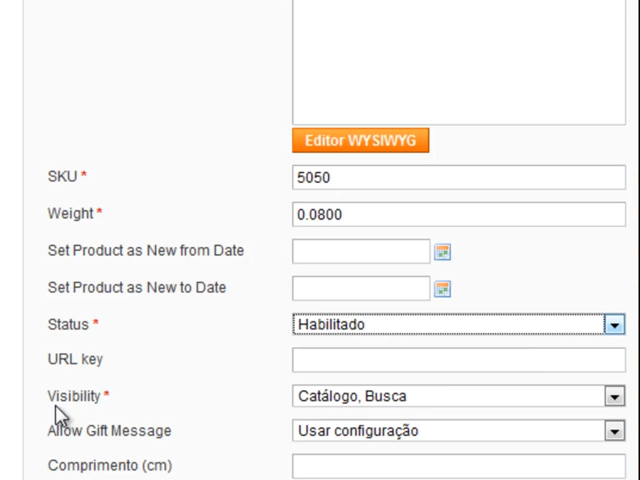 Editor WYSIWYG
SKU * 5050
Weight * 0.0800
Set Product as New from Date
Set Product as New to Date
Status * Habilitado
URL key
Visibility * Catálogo, Busca
Allow Gift Message Usar configuração
Comprimento (cm)